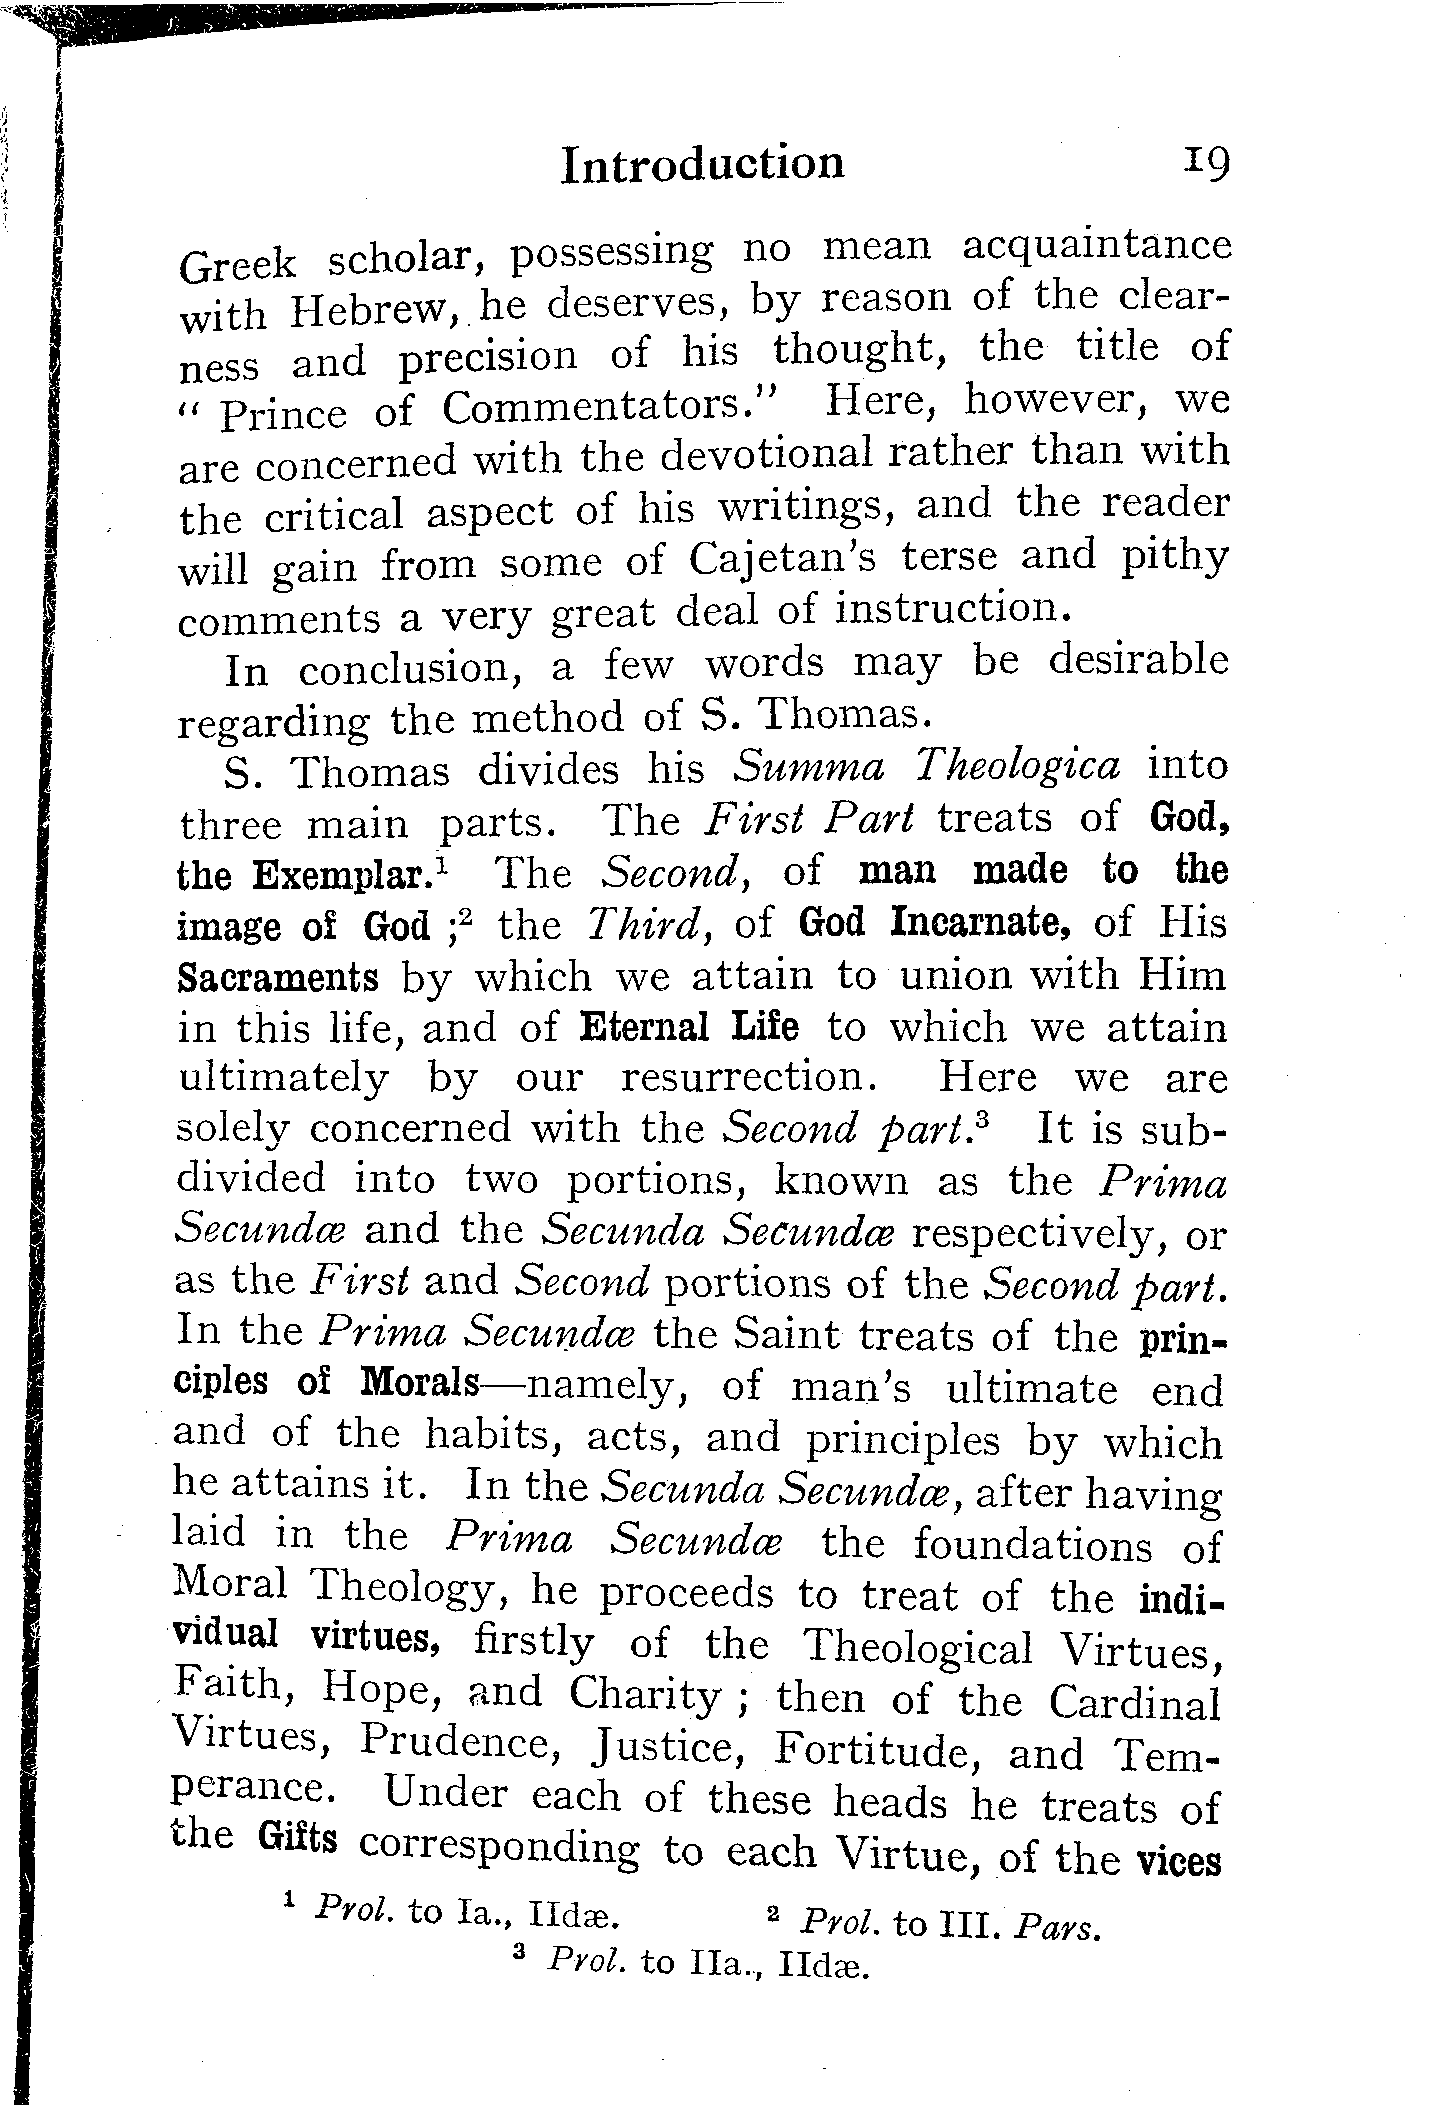 Introduction 19
Greek scholar, possessing no mean acquaintance
with Hebrew, he deserves, by reason of the clear-
ness and precision of his thought, the title of
“ Prince of Commentators.” Here, however, we
are concerned with the devotional rather than with
the critical aspect of his writings, and the reader
will gain from some of Cajetan's terse and pithy
comments a very great deal of instruction.
In conclusion, a few words may be desirable
regarding the method of S. Thomas.
S. Thomas divides his Summa Theologica into
three main parts. The First Part treats of God,
the Exemplar.¹ The Second, of man made to the
image of God ;² the Third, of God Incarnate, of His
Sacraments by which we attain to union with Him
in this life, and of Eternal Life to which we attain
ultimately by our resurrection. Here we are
solely concerned with the Second part.³ It is sub-
divided into two portions, known as the Prima
Secundæ and the Secunda Secundæ respectively, or
as the First and Second portions of the Second part.
In the Prima Secundæ the Saint treats of the prin-
ciples of Morals—namely, of man's ultimate end
and of the habits, acts, and principles by which
he attains it. In the Secunda Secundæ, after having
laid in the Prima Secundæ the foundations of
Moral Theology, he proceeds to treat of the indi-
vidual virtues, firstly of the Theological Virtues,
Faith, Hope, and Charity ; then of the Cardinal
Virtues, Prudence, Justice, Fortitude, and Tem-
perance. Under each of these heads he treats of
the Gifts corresponding to each Virtue, of the vices
¹ Prol. to Ia., IIdæ. ² Prol. to III. Pars.
³ Prol. to IIa., IIdæ.